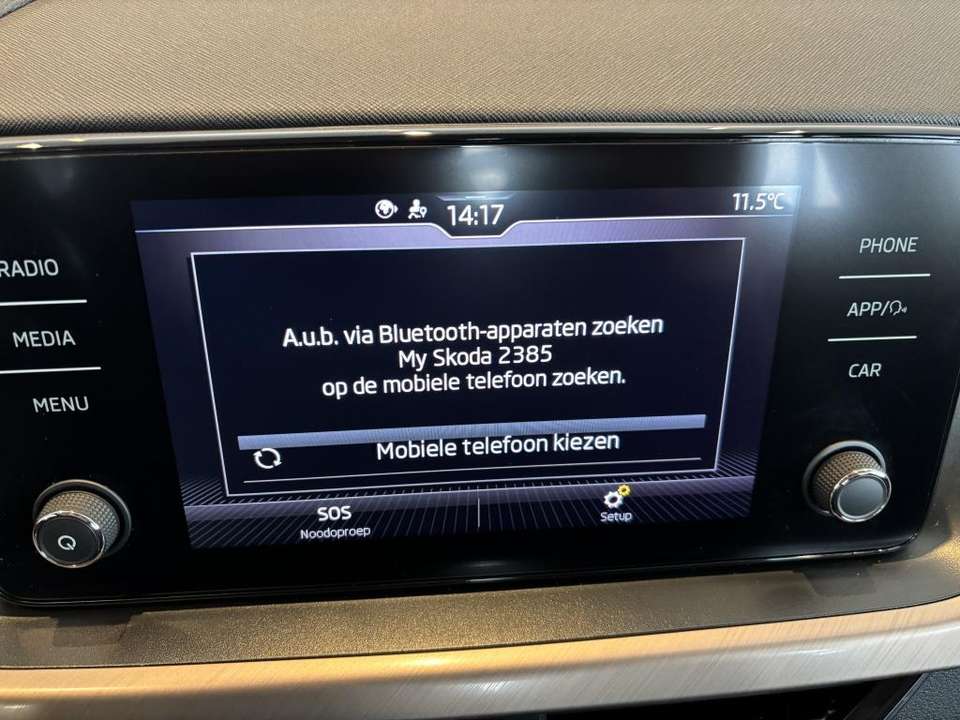 14:17
11.5°C
RADIO
MEDIA
MENU
A.u.b. via Bluetooth-apparaten zoeken
My Skoda 2385
op de mobiele telefoon zoeken.
Mobiele telefoon kiezen
SOS
Noodoproep
Setup
PHONE
APP/
CAR